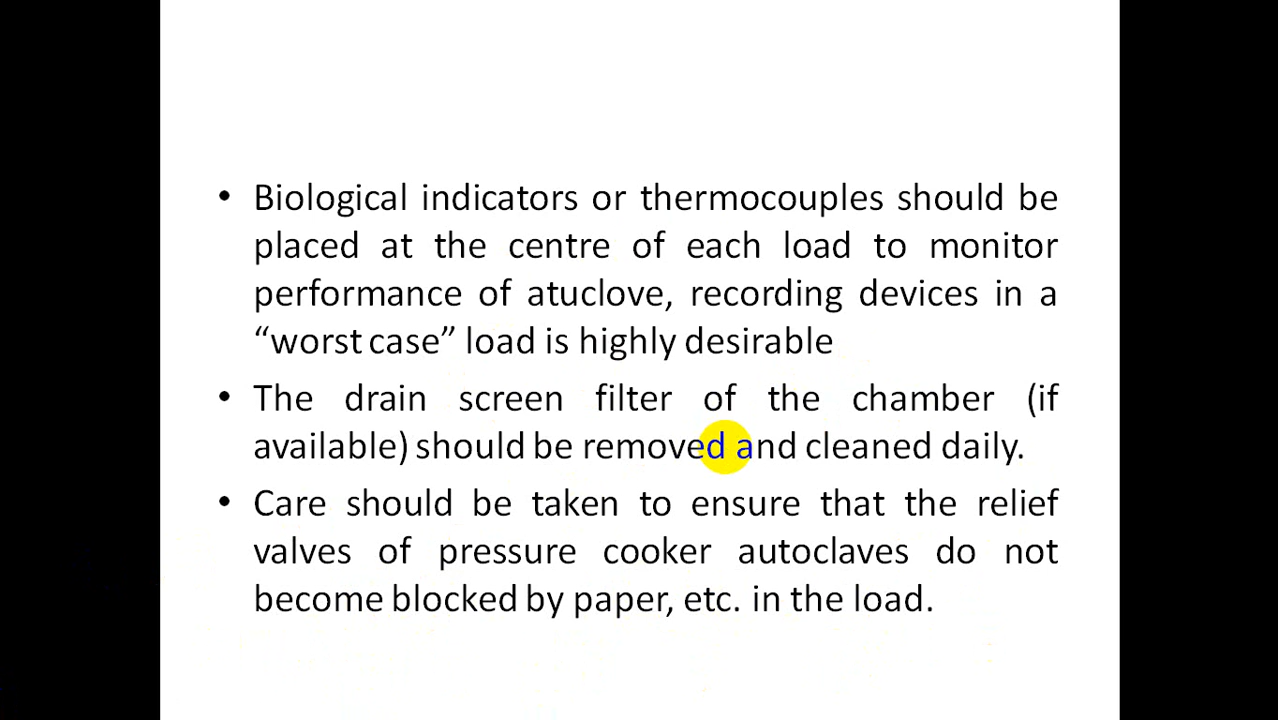 • Biological indicators or thermocouples should be
placed at the centre of each load to monitor
performance of atuclove, recording devices in a
“worst case” load is highly desirable
• The drain screen filter of the chamber (if
available) should be removed and cleaned daily.
• Care should be taken to ensure that the relief
valves of pressure cooker autoclaves do not
become blocked by paper, etc. in the load.